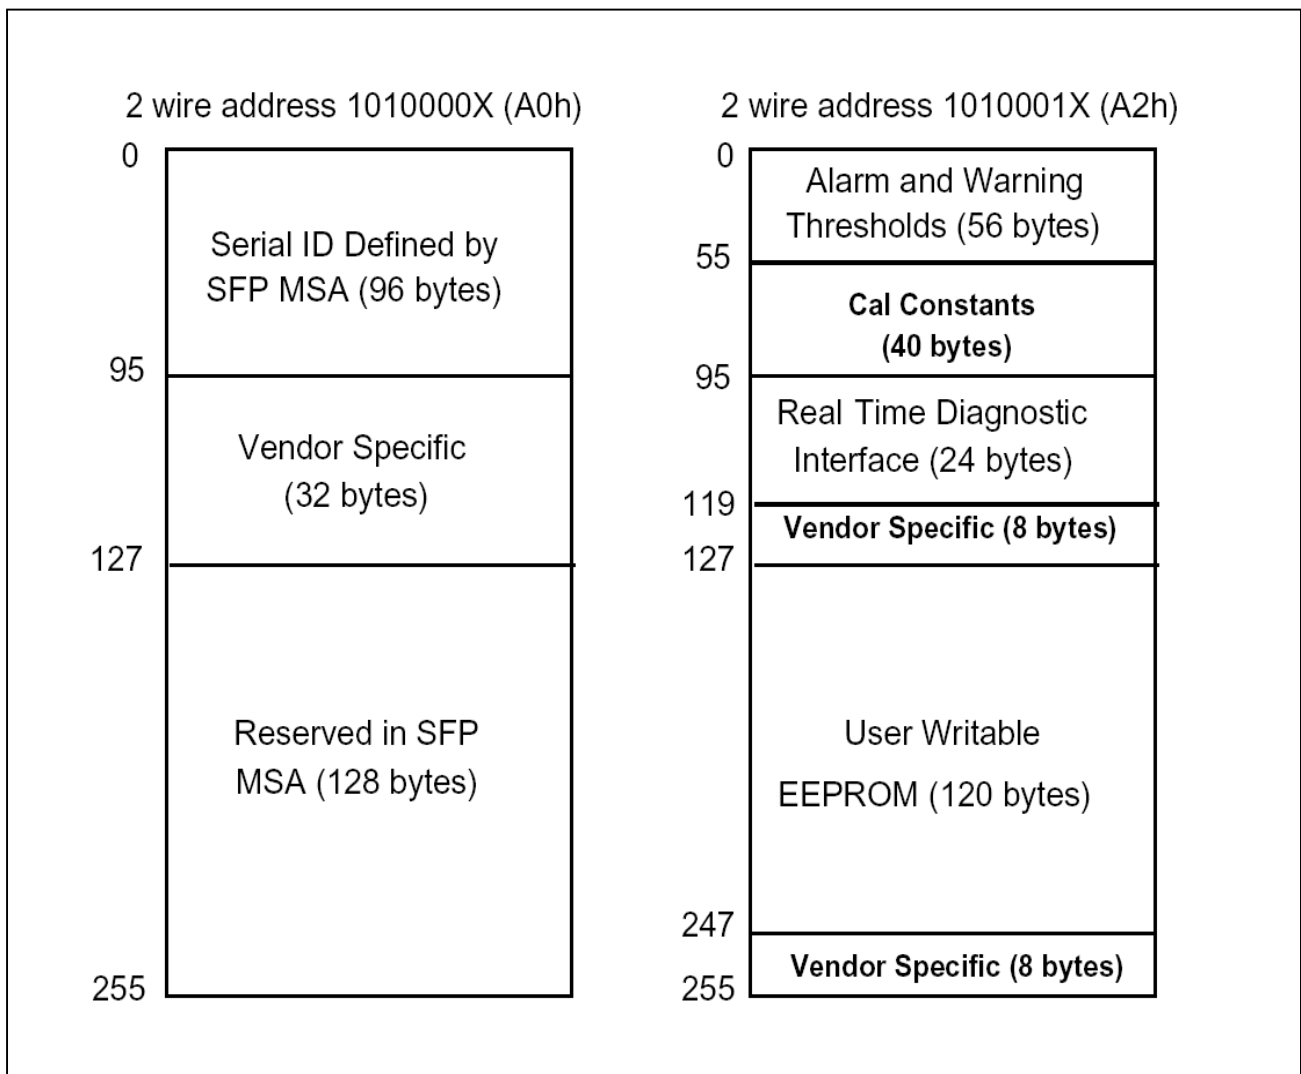 2 wire address 1010000X (A0h)
0
Serial ID Defined by
SFP MSA (96 bytes)
95
Vendor Specific
(32 bytes)
127
Reserved in SFP
MSA (128 bytes)
255
2 wire address 1010001X (A2h)
0
Alarm and Warning
Thresholds (56 bytes)
55
Cal Constants
(40 bytes)
95
Real Time Diagnostic
Interface (24 bytes)
119
Vendor Specific (8 bytes)
127
User Writable
EEPROM (120 bytes)
247
Vendor Specific (8 bytes)
255